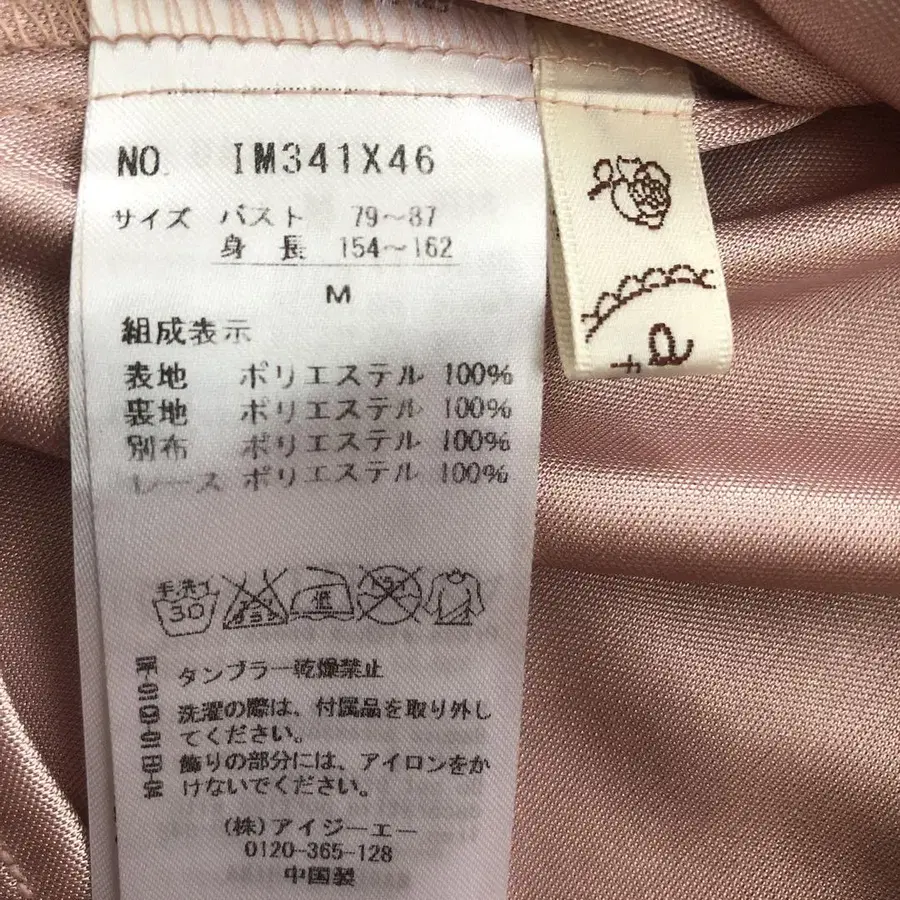 NO. IM341X46
サイズ バスト 79～87
身長 154～162
M
組成表示
表地 ポリエステル 100%
裏地 ポリエステル 100%
別布 ポリエステル 100%
レース ポリエステル 100%
手洗イ
30
低
タンブラー乾燥禁止
洗濯の際は、付属品を取り外し
てください。
飾りの部分には、アイロンをか
けないでください。
(株)アイジーエー
0120-365-128
中国製